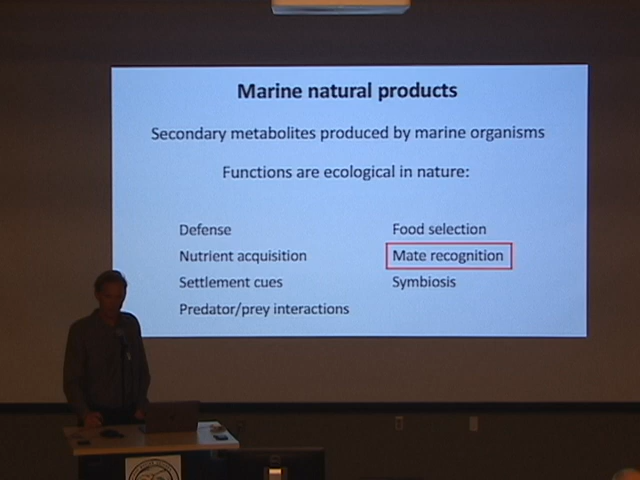 Marine natural products
Secondary metabolites produced by marine organisms
Functions are ecological in nature:
Defense
Nutrient acquisition
Settlement cues
Predator/prey interactions
Food selection
Mate recognition
Symbiosis